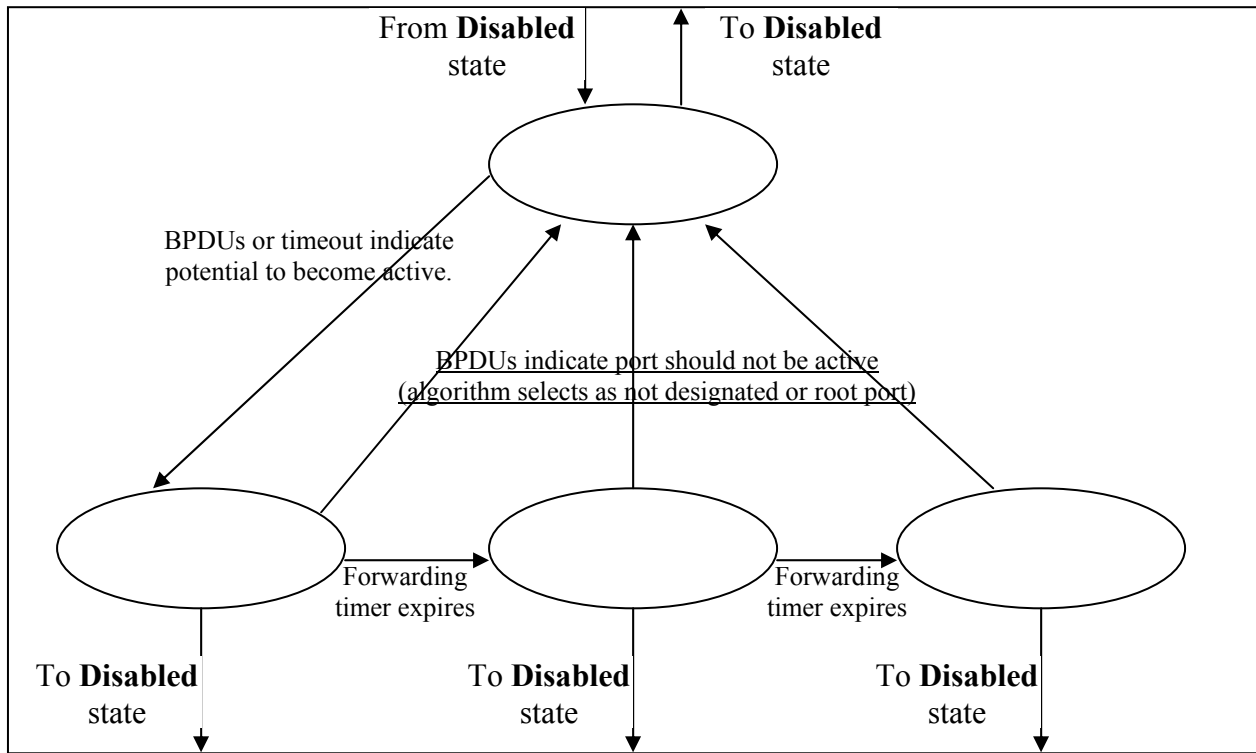 From Disabled
state
To Disabled
state
BPDUs or timeout indicate
potential to become active.
BPDUs indicate port should not be active
(algorithm selects as not designated or root port)
Forwarding
timer expires
Forwarding
timer expires
To Disabled
state
To Disabled
state
To Disabled
state